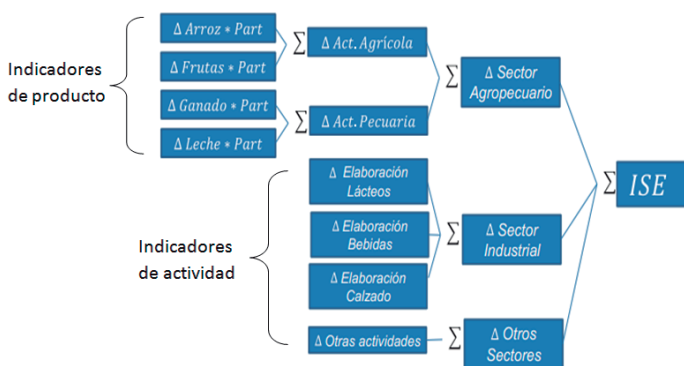 Indicadores
de producto
Δ Arroz * Part
Δ Frutas * Part
Δ Ganado * Part
Δ Leche * Part
∑ Δ Act. Agrícola
∑ Δ Act. Pecuaria
∑ Δ Sector
Agropecuario
Indicadores
de actividad
Δ Elaboración
Lácteos
Δ Elaboración
Bebidas
Δ Elaboración
Calzado
Δ Otras actividades
∑ Δ Sector
Industrial
∑ Δ Otros
Sectores
∑ ISE